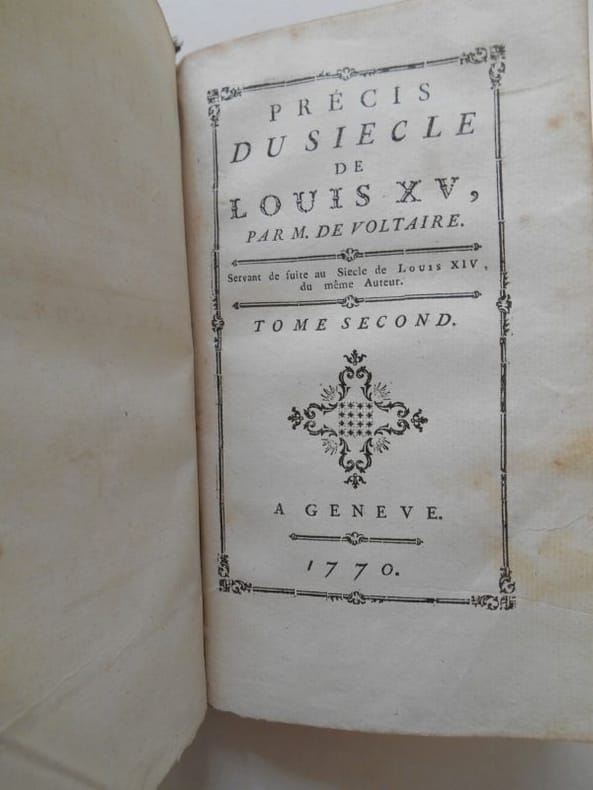 PRÉCIS
DU SIECLE
DE
LOUIS XV,
PAR M. DE VOLTAIRE.
Servant de ſuite au Siecle de LOUIS XIV,
du même Auteur.
TOME SECOND.
A GENEVE.
1770.